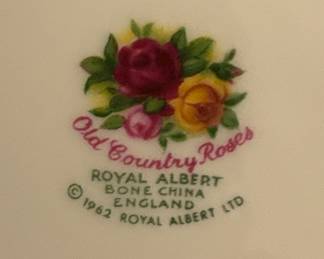 Old Country Roses
ROYAL ALBERT
BONE CHINA
ENGLAND
© 1962 ROYAL ALBERT LTD